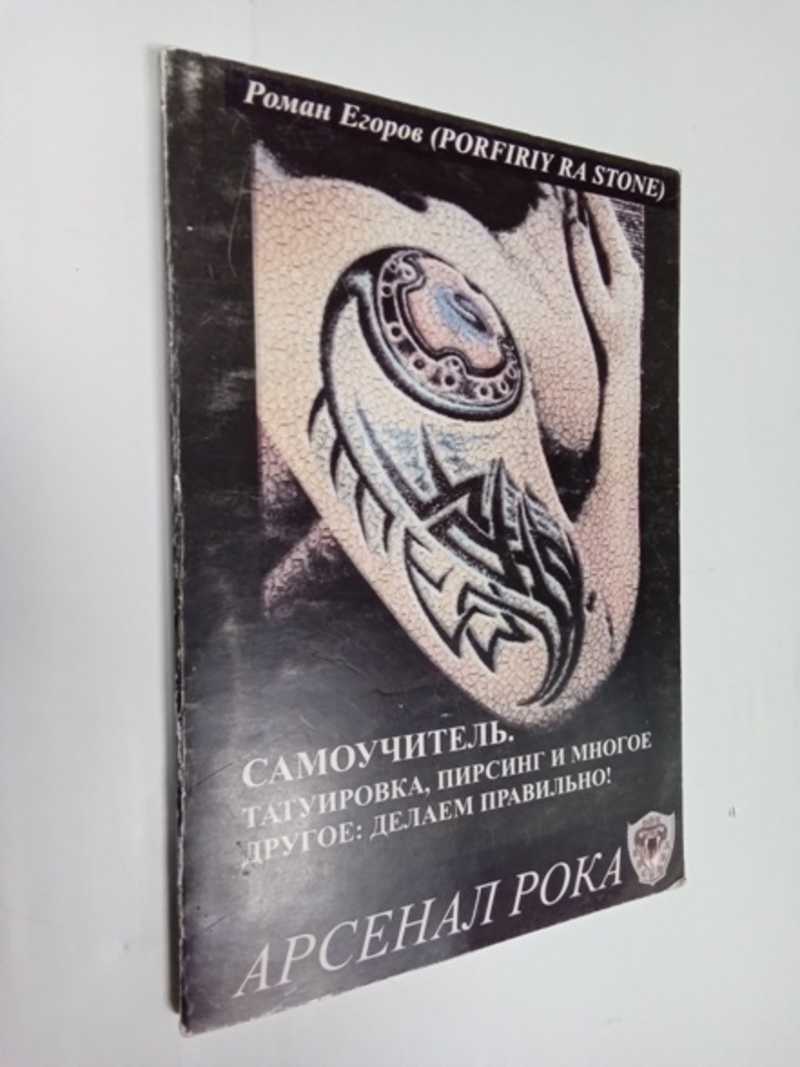 Роман Егоров (PORFIRIY RA STONE)
САМОУЧИТЕЛЬ.
ТАТУИРОВКА, ПИРСИНГ И МНОГОЕ
ДРУГОЕ: ДЕЛАЕМ ПРАВИЛЬНО!
АРСЕНАЛ РОКА